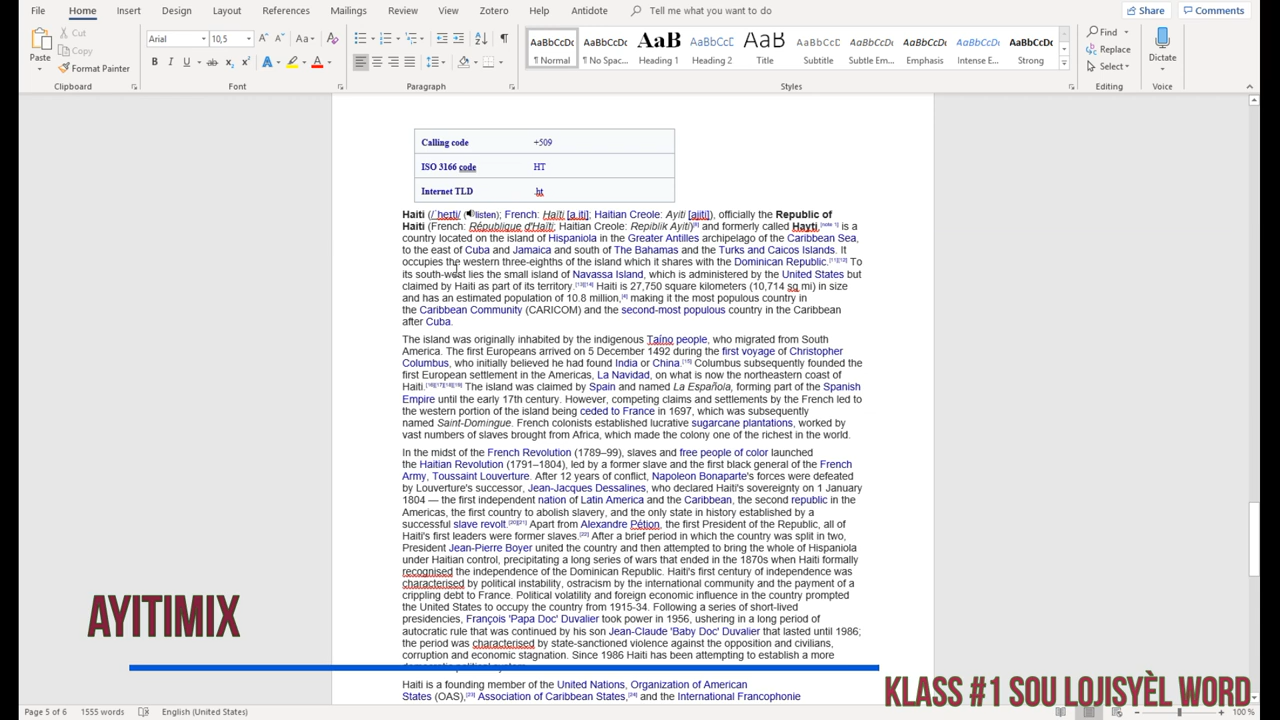 File Home Insert Design Layout References Mailings Review View Zotero Help Antidote Tell me what you want to do Share Comments
Paste Cut Copy Format Painter
Arial 10,5
AaBbCcDc AaBbCcDc AaB AaBbCcD AaB AaBbCcD AaBbCcDc AaBbCcDc AaBbCcDc AaBbCcDc
¶ Normal ¶ No Spac... Heading 1 Heading 2 Title Subtitle Subtle Em... Emphasis Intense E... Strong
Find Replace Select Dictate
Clipboard Font Paragraph Styles Editing Voice
Calling code +509
ISO 3166 code HT
Internet TLD .ht
Haiti (/ˈheɪti/ (listen); French: Haïti [a.iti]; Haitian Creole: Ayiti [ajiti]), officially the Republic of
Haiti (French: République d'Haïti; Haitian Creole: Repiblik Ayiti)[8] and formerly called Hayti,[note 1] is a
country located on the island of Hispaniola in the Greater Antilles archipelago of the Caribbean Sea,
to the east of Cuba and Jamaica and south of The Bahamas and the Turks and Caicos Islands. It
occupies the western three-eighths of the island which it shares with the Dominican Republic.[11][12] To
its south-west lies the small island of Navassa Island, which is administered by the United States but
claimed by Haiti as part of its territory.[13][14] Haiti is 27,750 square kilometers (10,714 sq mi) in size
and has an estimated population of 10.8 million,[4] making it the most populous country in
the Caribbean Community (CARICOM) and the second-most populous country in the Caribbean
after Cuba.
The island was originally inhabited by the indigenous Taíno people, who migrated from South
America. The first Europeans arrived on 5 December 1492 during the first voyage of Christopher
Columbus, who initially believed he had found India or China.[15] Columbus subsequently founded the
first European settlement in the Americas, La Navidad, on what is now the northeastern coast of
Haiti.[16][17][18][19] The island was claimed by Spain and named La Española, forming part of the Spanish
Empire until the early 17th century. However, competing claims and settlements by the French led to
the western portion of the island being ceded to France in 1697, which was subsequently
named Saint-Domingue. French colonists established lucrative sugarcane plantations, worked by
vast numbers of slaves brought from Africa, which made the colony one of the richest in the world.
In the midst of the French Revolution (1789–99), slaves and free people of color launched
the Haitian Revolution (1791–1804), led by a former slave and the first black general of the French
Army, Toussaint Louverture. After 12 years of conflict, Napoleon Bonaparte's forces were defeated
by Louverture's successor, Jean-Jacques Dessalines, who declared Haiti's sovereignty on 1 January
1804 — the first independent nation of Latin America and the Caribbean, the second republic in the
Americas, the first country to abolish slavery, and the only state in history established by a
successful slave revolt.[20][21] Apart from Alexandre Pétion, the first President of the Republic, all of
Haiti's first leaders were former slaves.[22] After a brief period in which the country was split in two,
President Jean-Pierre Boyer united the country and then attempted to bring the whole of Hispaniola
under Haitian control, precipitating a long series of wars that ended in the 1870s when Haiti formally
recognised the independence of the Dominican Republic. Haiti's first century of independence was
characterised by political instability, ostracism by the international community and the payment of a
crippling debt to France. Political volatility and foreign economic influence in the country prompted
the United States to occupy the country from 1915-34. Following a series of short-lived
presidencies, François 'Papa Doc' Duvalier took power in 1956, ushering in a long period of
autocratic rule that was continued by his son Jean-Claude 'Baby Doc' Duvalier that lasted until 1986;
the period was characterised by state-sanctioned violence against the opposition and civilians,
corruption and economic stagnation. Since 1986 Haiti has been attempting to establish a more
Haiti is a founding member of the United Nations, Organization of American
States (OAS),[23] Association of Caribbean States,[24] and the International Francophonie
AYITIMIX
KLASS #1 SOU LOJISYÈL WORD
Page 5 of 6 1555 words English (United States) 100 %